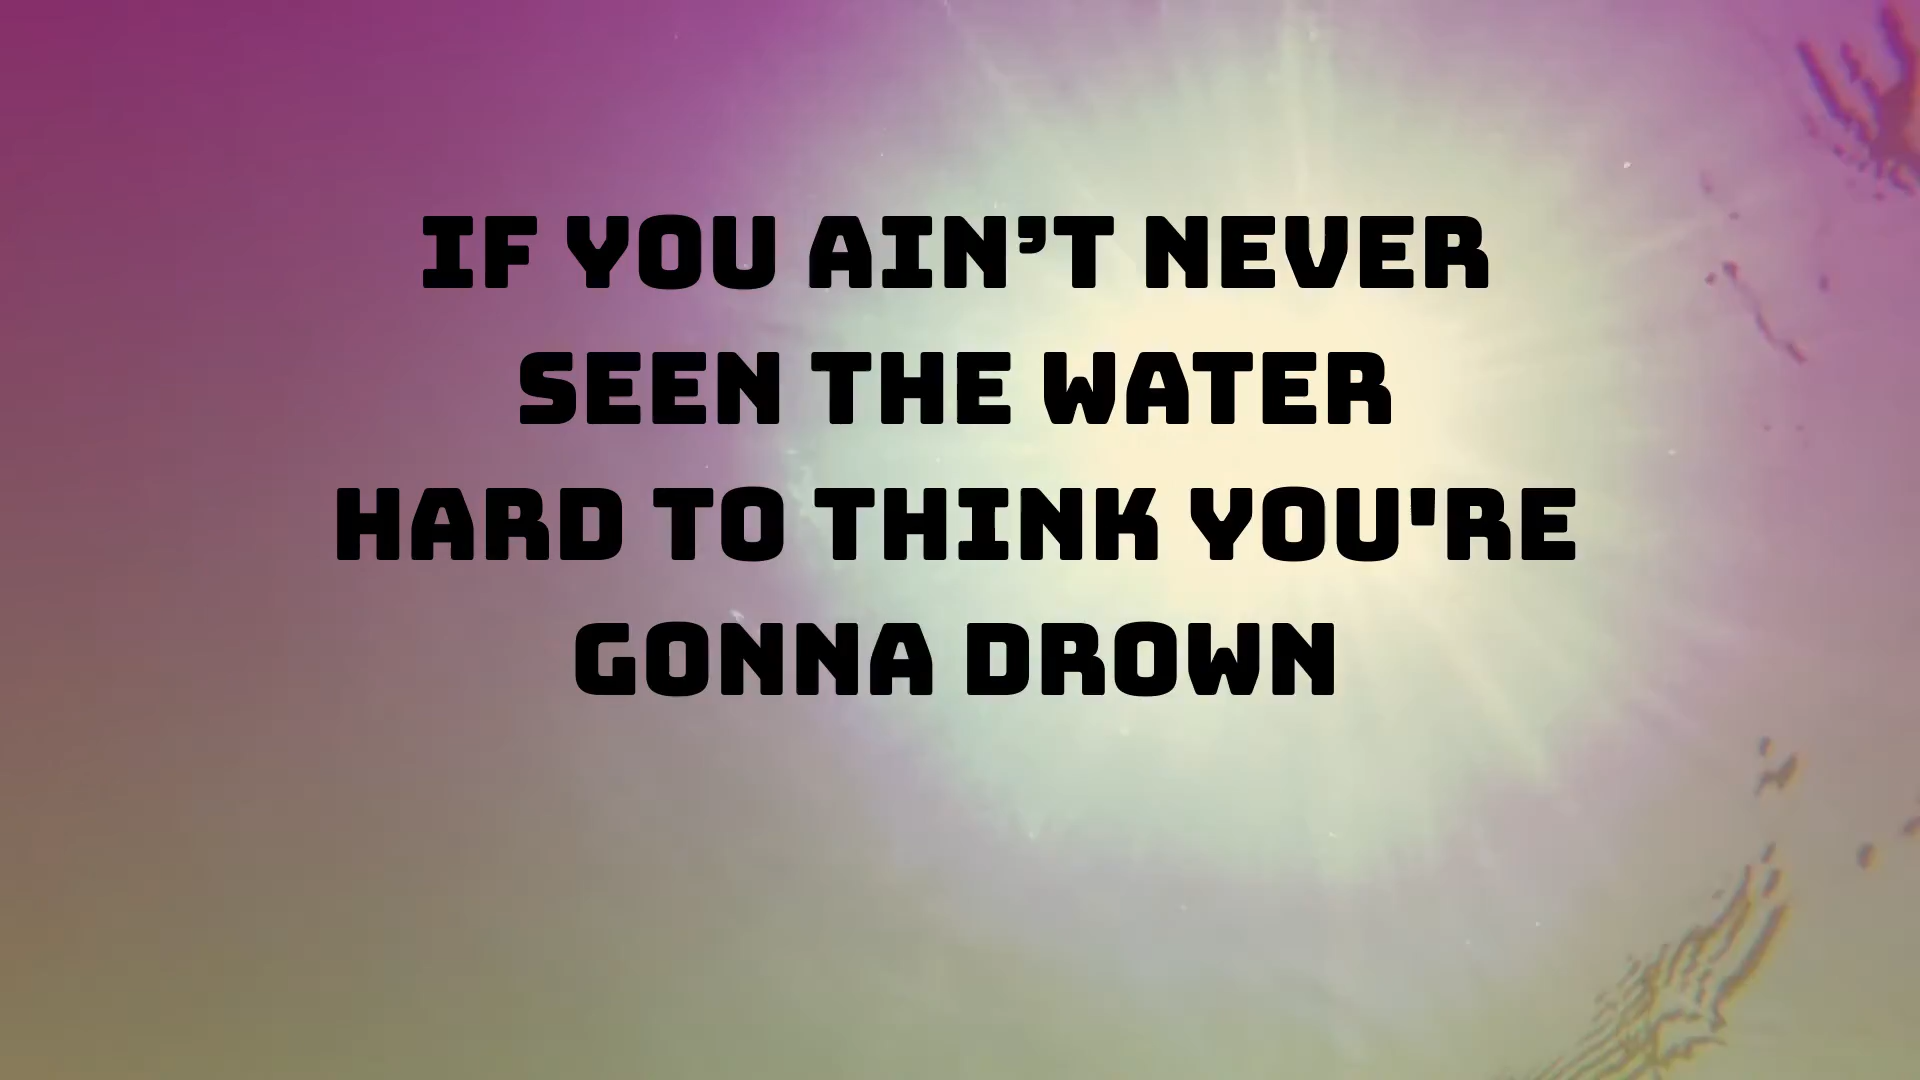 IF YOU AIN’T NEVER
SEEN THE WATER
HARD TO THINK YOU'RE
GONNA DROWN